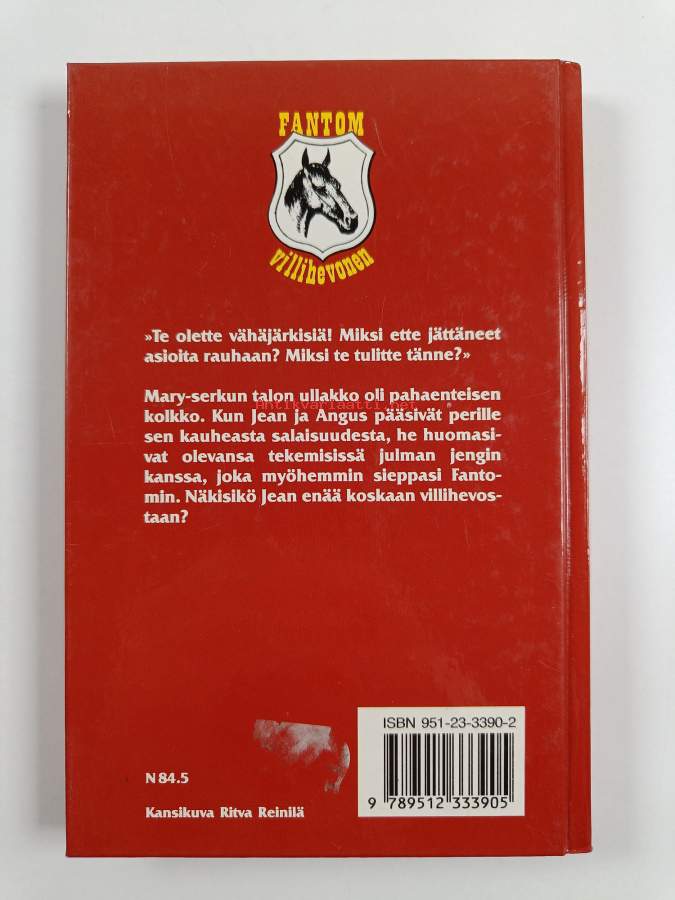 FANTOM
villihevonen
»Te olette vähäjärkisiä! Miksi ette jättäneet
asioita rauhaan? Miksi te tulitte tänne?»
Mary-serkun talon ullakko oli pahaenteisen
kolkko. Kun Jean ja Angus pääsivät perille
sen kauheasta salaisuudesta, he huomasi-
vat olevansa tekemisissä julman jengin
kanssa, joka myöhemmin sieppasi Fanto-
min. Näkisikö Jean enää koskaan villihevos-
taan?
Antikvariaatti.net
ISBN 951-23-3390-2
9 789512 333905
N 84.5
Kansikuva Ritva Reinilä